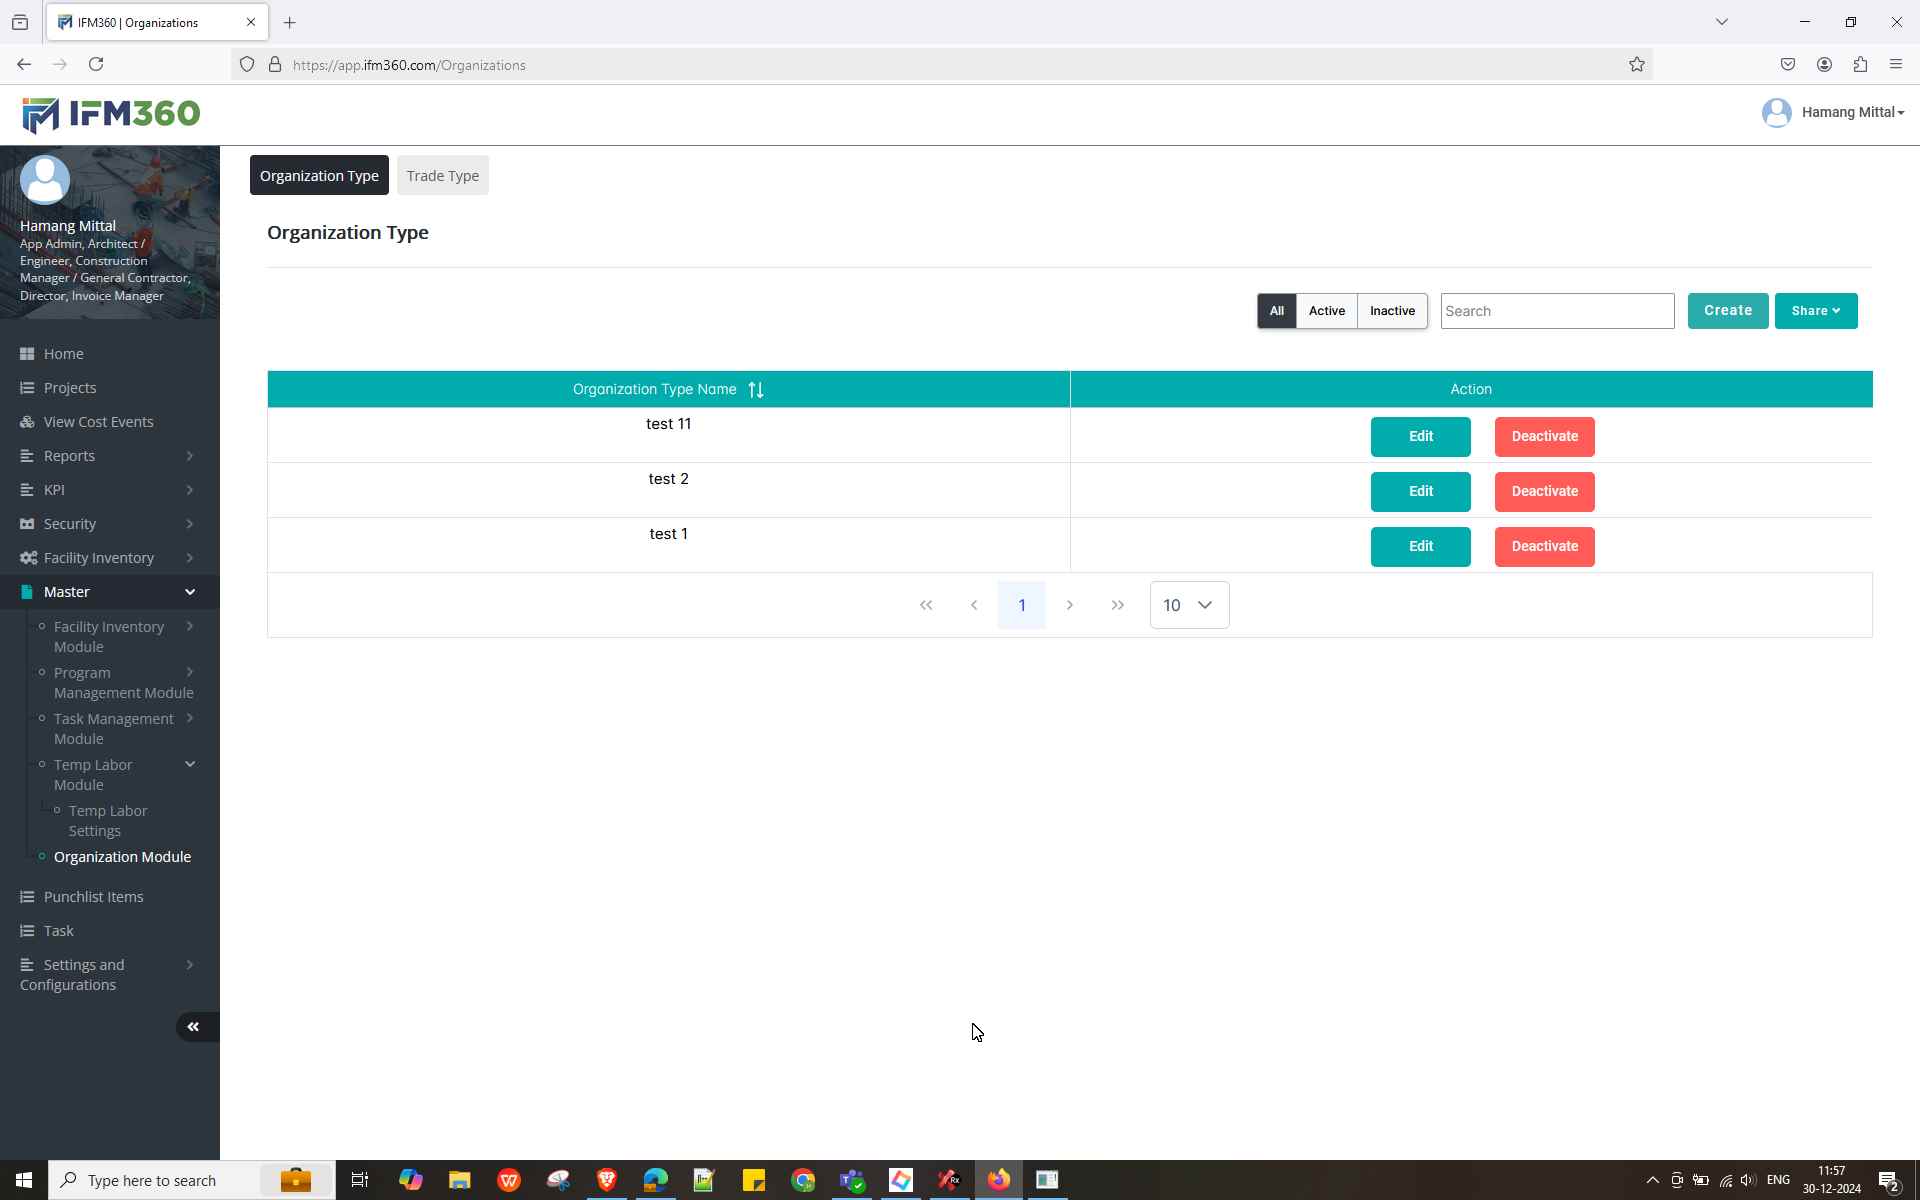 IFM360 | Organizations
https://app.ifm360.com/Organizations
IFM360
Hamang Mittal
Hamang Mittal
App Admin, Architect /
Engineer, Construction
Manager / General Contractor,
Director, Invoice Manager
Home
Projects
View Cost Events
Reports
KPI
Security
Facility Inventory
Master
Facility Inventory
Module
Program
Management Module
Task Management
Module
Temp Labor
Module
Temp Labor
Settings
Organization Module
Punchlist Items
Task
Settings and
Configurations
Organization Type
Trade Type
Organization Type
All
Active
Inactive
Search
Create
Share
Organization Type Name
Action
test 11
Edit
Deactivate
test 2
Edit
Deactivate
test 1
Edit
Deactivate
1
10
Type here to search
ENG
11:57
30-12-2024
2